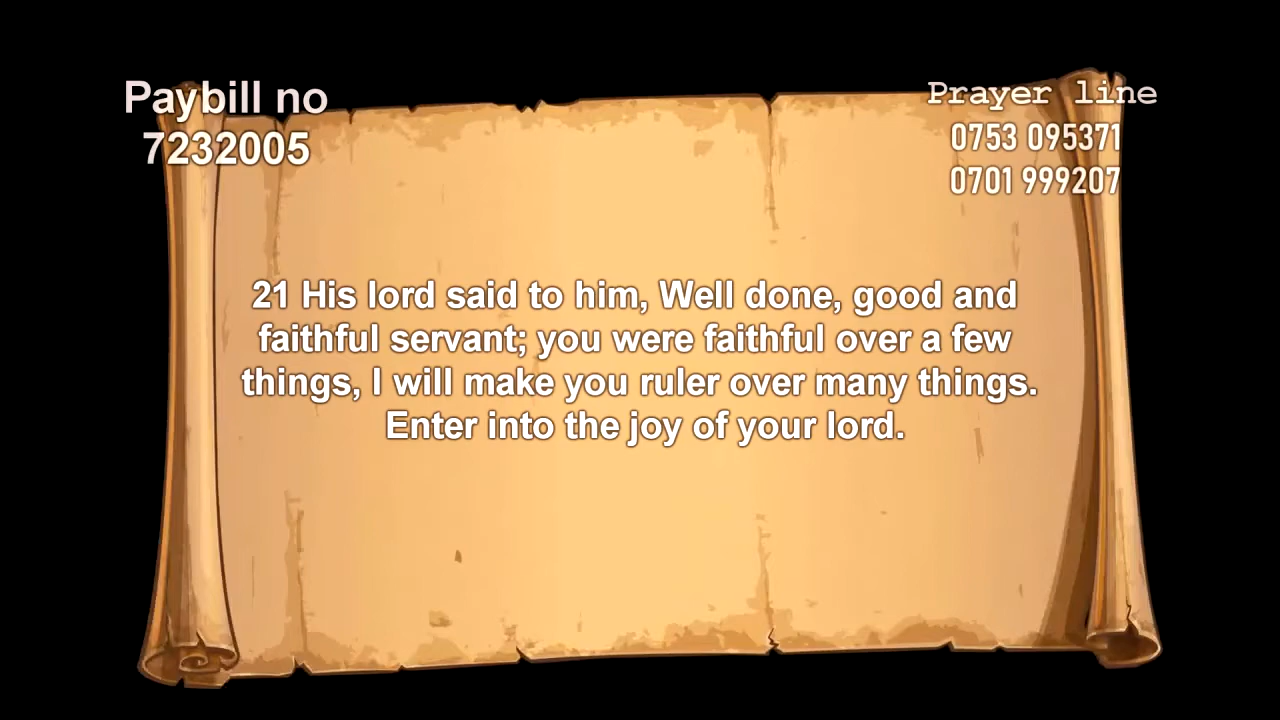 Paybill no
7232005
Prayer line
0753 095371
0701 999207
21 His lord said to him, Well done, good and
faithful servant; you were faithful over a few
things, I will make you ruler over many things.
Enter into the joy of your lord.